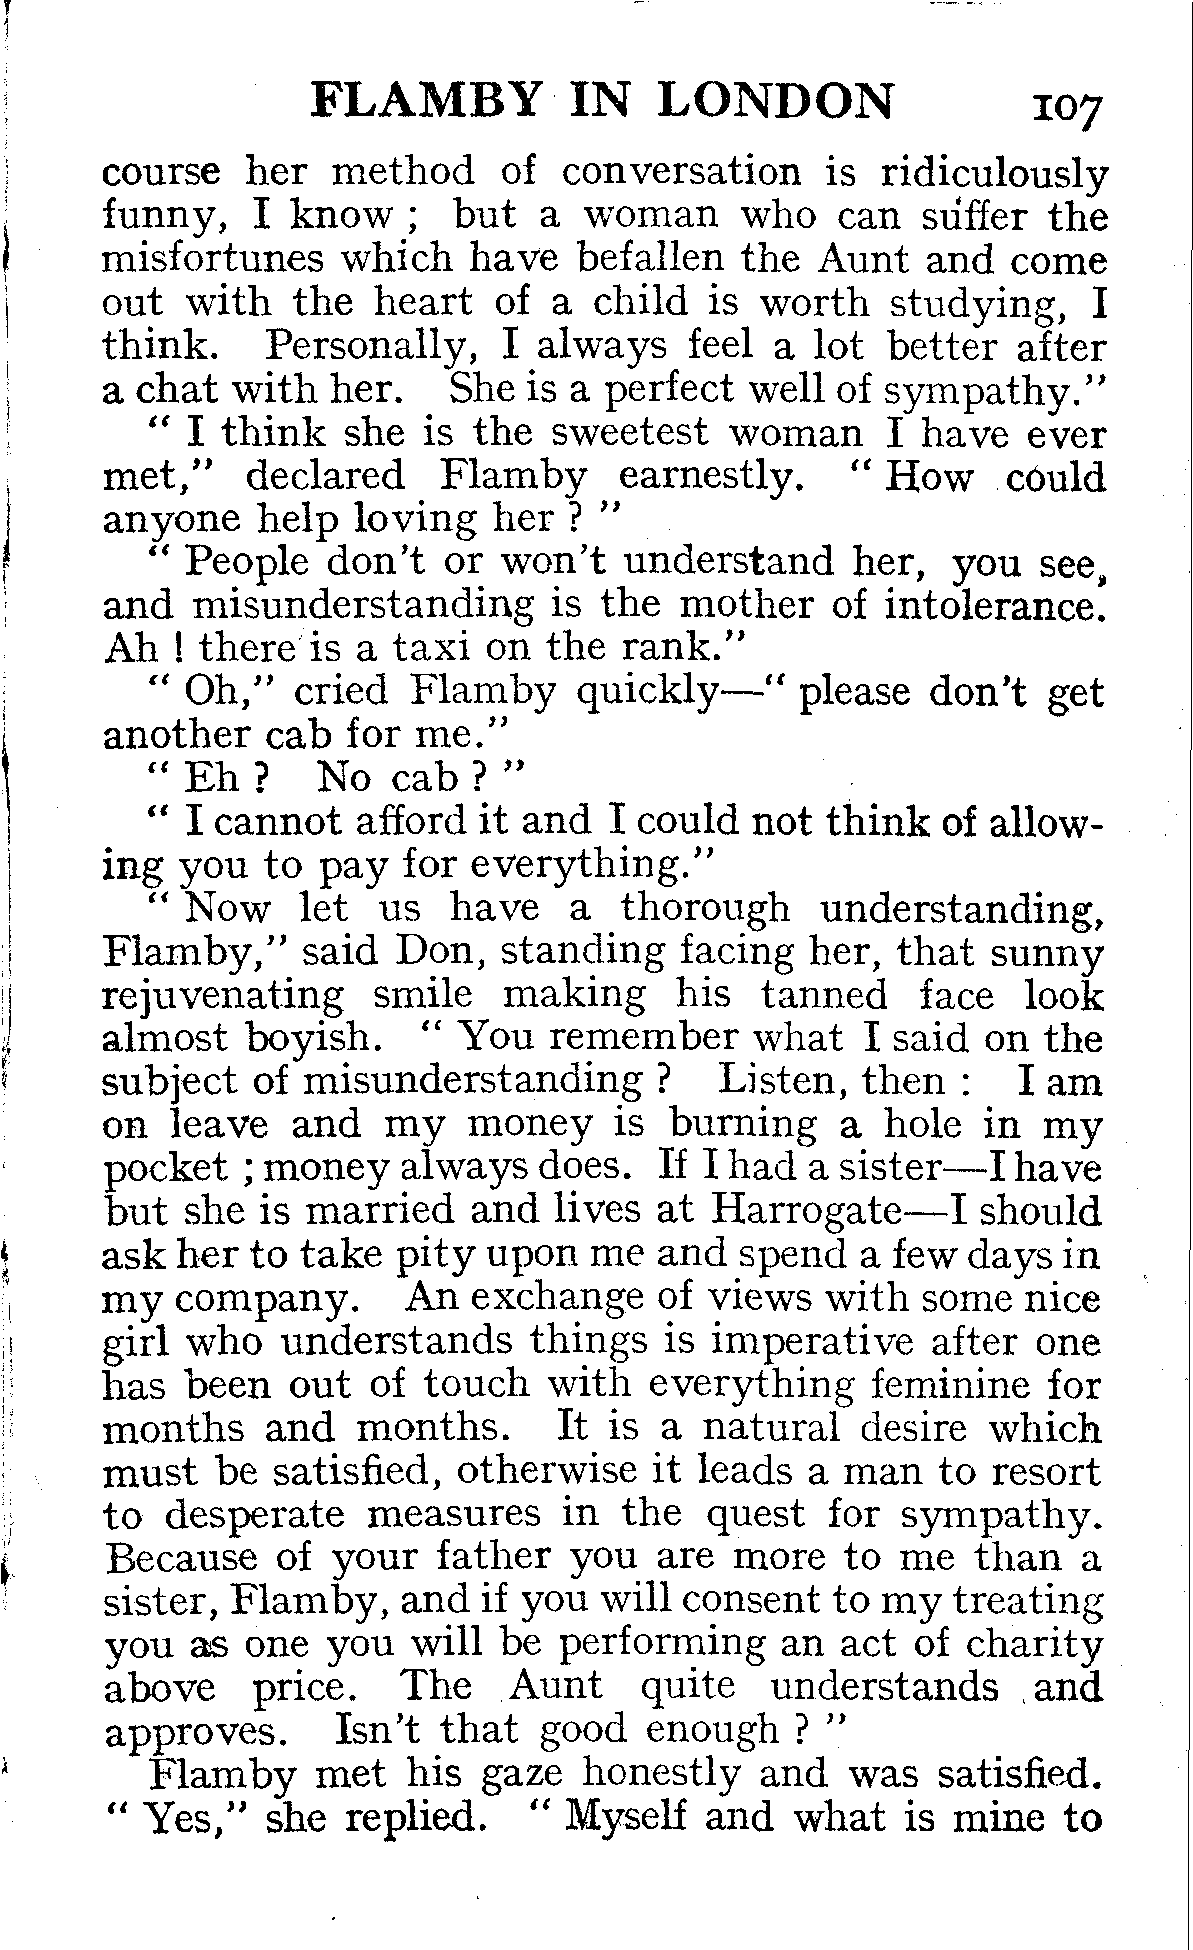 FLAMBY IN LONDON 107
course her method of conversation is ridiculously
funny, I know ; but a woman who can suffer the
misfortunes which have befallen the Aunt and come
out with the heart of a child is worth studying, I
think. Personally, I always feel a lot better after
a chat with her. She is a perfect well of sympathy."
" I think she is the sweetest woman I have ever
met," declared Flamby earnestly. " How could
anyone help loving her ? "
" People don't or won't understand her, you see,
and misunderstanding is the mother of intolerance.
Ah ! there is a taxi on the rank."
" Oh," cried Flamby quickly—" please don't get
another cab for me."
" Eh ? No cab ? "
" I cannot afford it and I could not think of allow-
ing you to pay for everything."
" Now let us have a thorough understanding,
Flamby," said Don, standing facing her, that sunny
rejuvenating smile making his tanned face look
almost boyish. " You remember what I said on the
subject of misunderstanding ? Listen, then : I am
on leave and my money is burning a hole in my
pocket ; money always does. If I had a sister—I have
but she is married and lives at Harrogate—I should
ask her to take pity upon me and spend a few days in
my company. An exchange of views with some nice
girl who understands things is imperative after one
has been out of touch with everything feminine for
months and months. It is a natural desire which
must be satisfied, otherwise it leads a man to resort
to desperate measures in the quest for sympathy.
Because of your father you are more to me than a
sister, Flamby, and if you will consent to my treating
you as one you will be performing an act of charity
above price. The Aunt quite understands and
approves. Isn't that good enough ? "
Flamby met his gaze honestly and was satisfied.
" Yes," she replied. " Myself and what is mine to